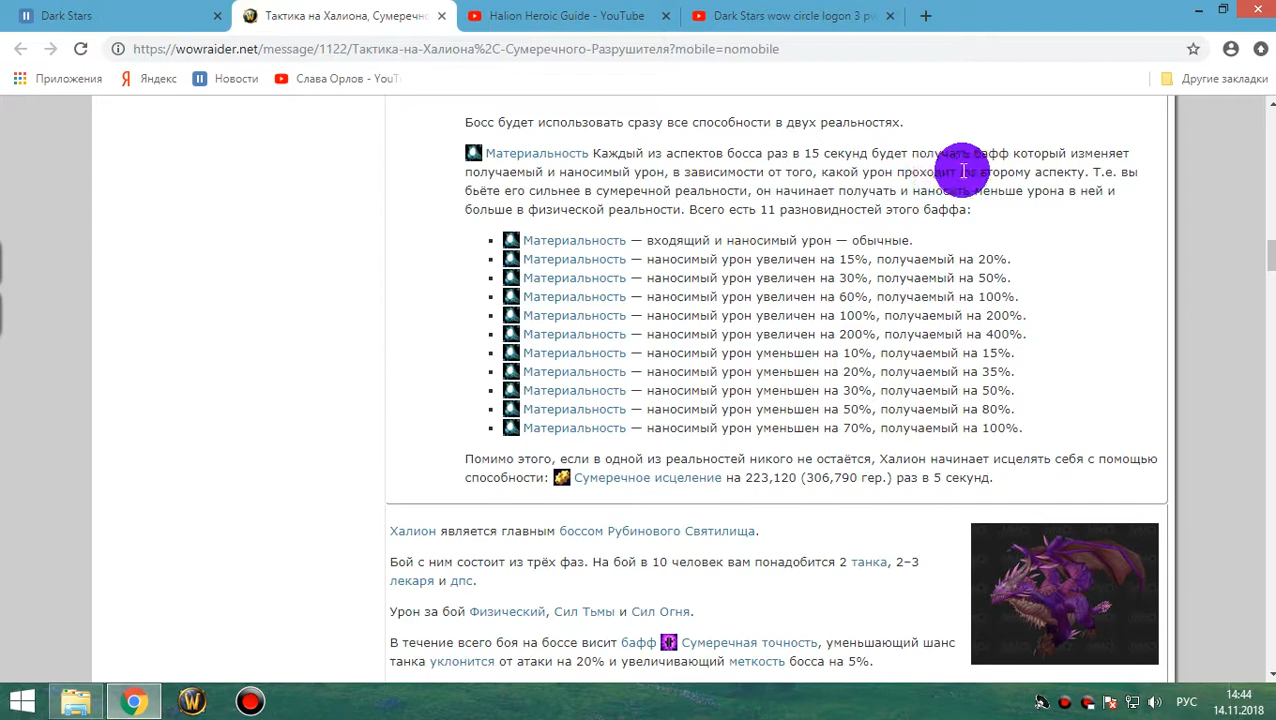 Dark Stars
Тактика на Халиона, Сумеречно
Halion Heroic Guide - YouTube
Dark Stars wow circle logon 3 pv
https://wowraider.net/message/1122/Тактика-на-Халиона%2C-Сумеречного-Разрушителя?mobile=nomobile
Приложения
Яндекс
Новости
Слава Орлов - YouT
Другие закладки
Босс будет использовать сразу все способности в двух реальностях.
Материальность Каждый из аспектов босса раз в 15 секунд будет получать бафф который изменяет
получаемый и наносимый урон, в зависимости от того, какой урон проходит по второму аспекту. Т.е. вы
бьёте его сильнее в сумеречной реальности, он начинает получать и наносить меньше урона в ней и
больше в физической реальности. Всего есть 11 разновидностей этого баффа:
Материальность — входящий и наносимый урон — обычные.
Материальность — наносимый урон увеличен на 15%, получаемый на 20%.
Материальность — наносимый урон увеличен на 30%, получаемый на 50%.
Материальность — наносимый урон увеличен на 60%, получаемый на 100%.
Материальность — наносимый урон увеличен на 100%, получаемый на 200%.
Материальность — наносимый урон увеличен на 200%, получаемый на 400%.
Материальность — наносимый урон уменьшен на 10%, получаемый на 15%.
Материальность — наносимый урон уменьшен на 20%, получаемый на 35%.
Материальность — наносимый урон уменьшен на 30%, получаемый на 50%.
Материальность — наносимый урон уменьшен на 50%, получаемый на 80%.
Материальность — наносимый урон уменьшен на 70%, получаемый на 100%.
Помимо этого, если в одной из реальностей никого не остаётся, Халион начинает исцелять себя с помощью
способности: Сумеречное исцеление на 223,120 (306,790 гер.) раз в 5 секунд.
Халион является главным боссом Рубинового Святилища.
Бой с ним состоит из трёх фаз. На бой в 10 человек вам понадобится 2 танка, 2–3
лекаря и дпс.
Урон за бой Физический, Сил Тьмы и Сил Огня.
В течение всего боя на боссе висит бафф Сумеречная точность, уменьшающий шанс
танка уклонится от атаки на 20% и увеличивающий меткость босса на 5%.
РУС
14:44
14.11.2018